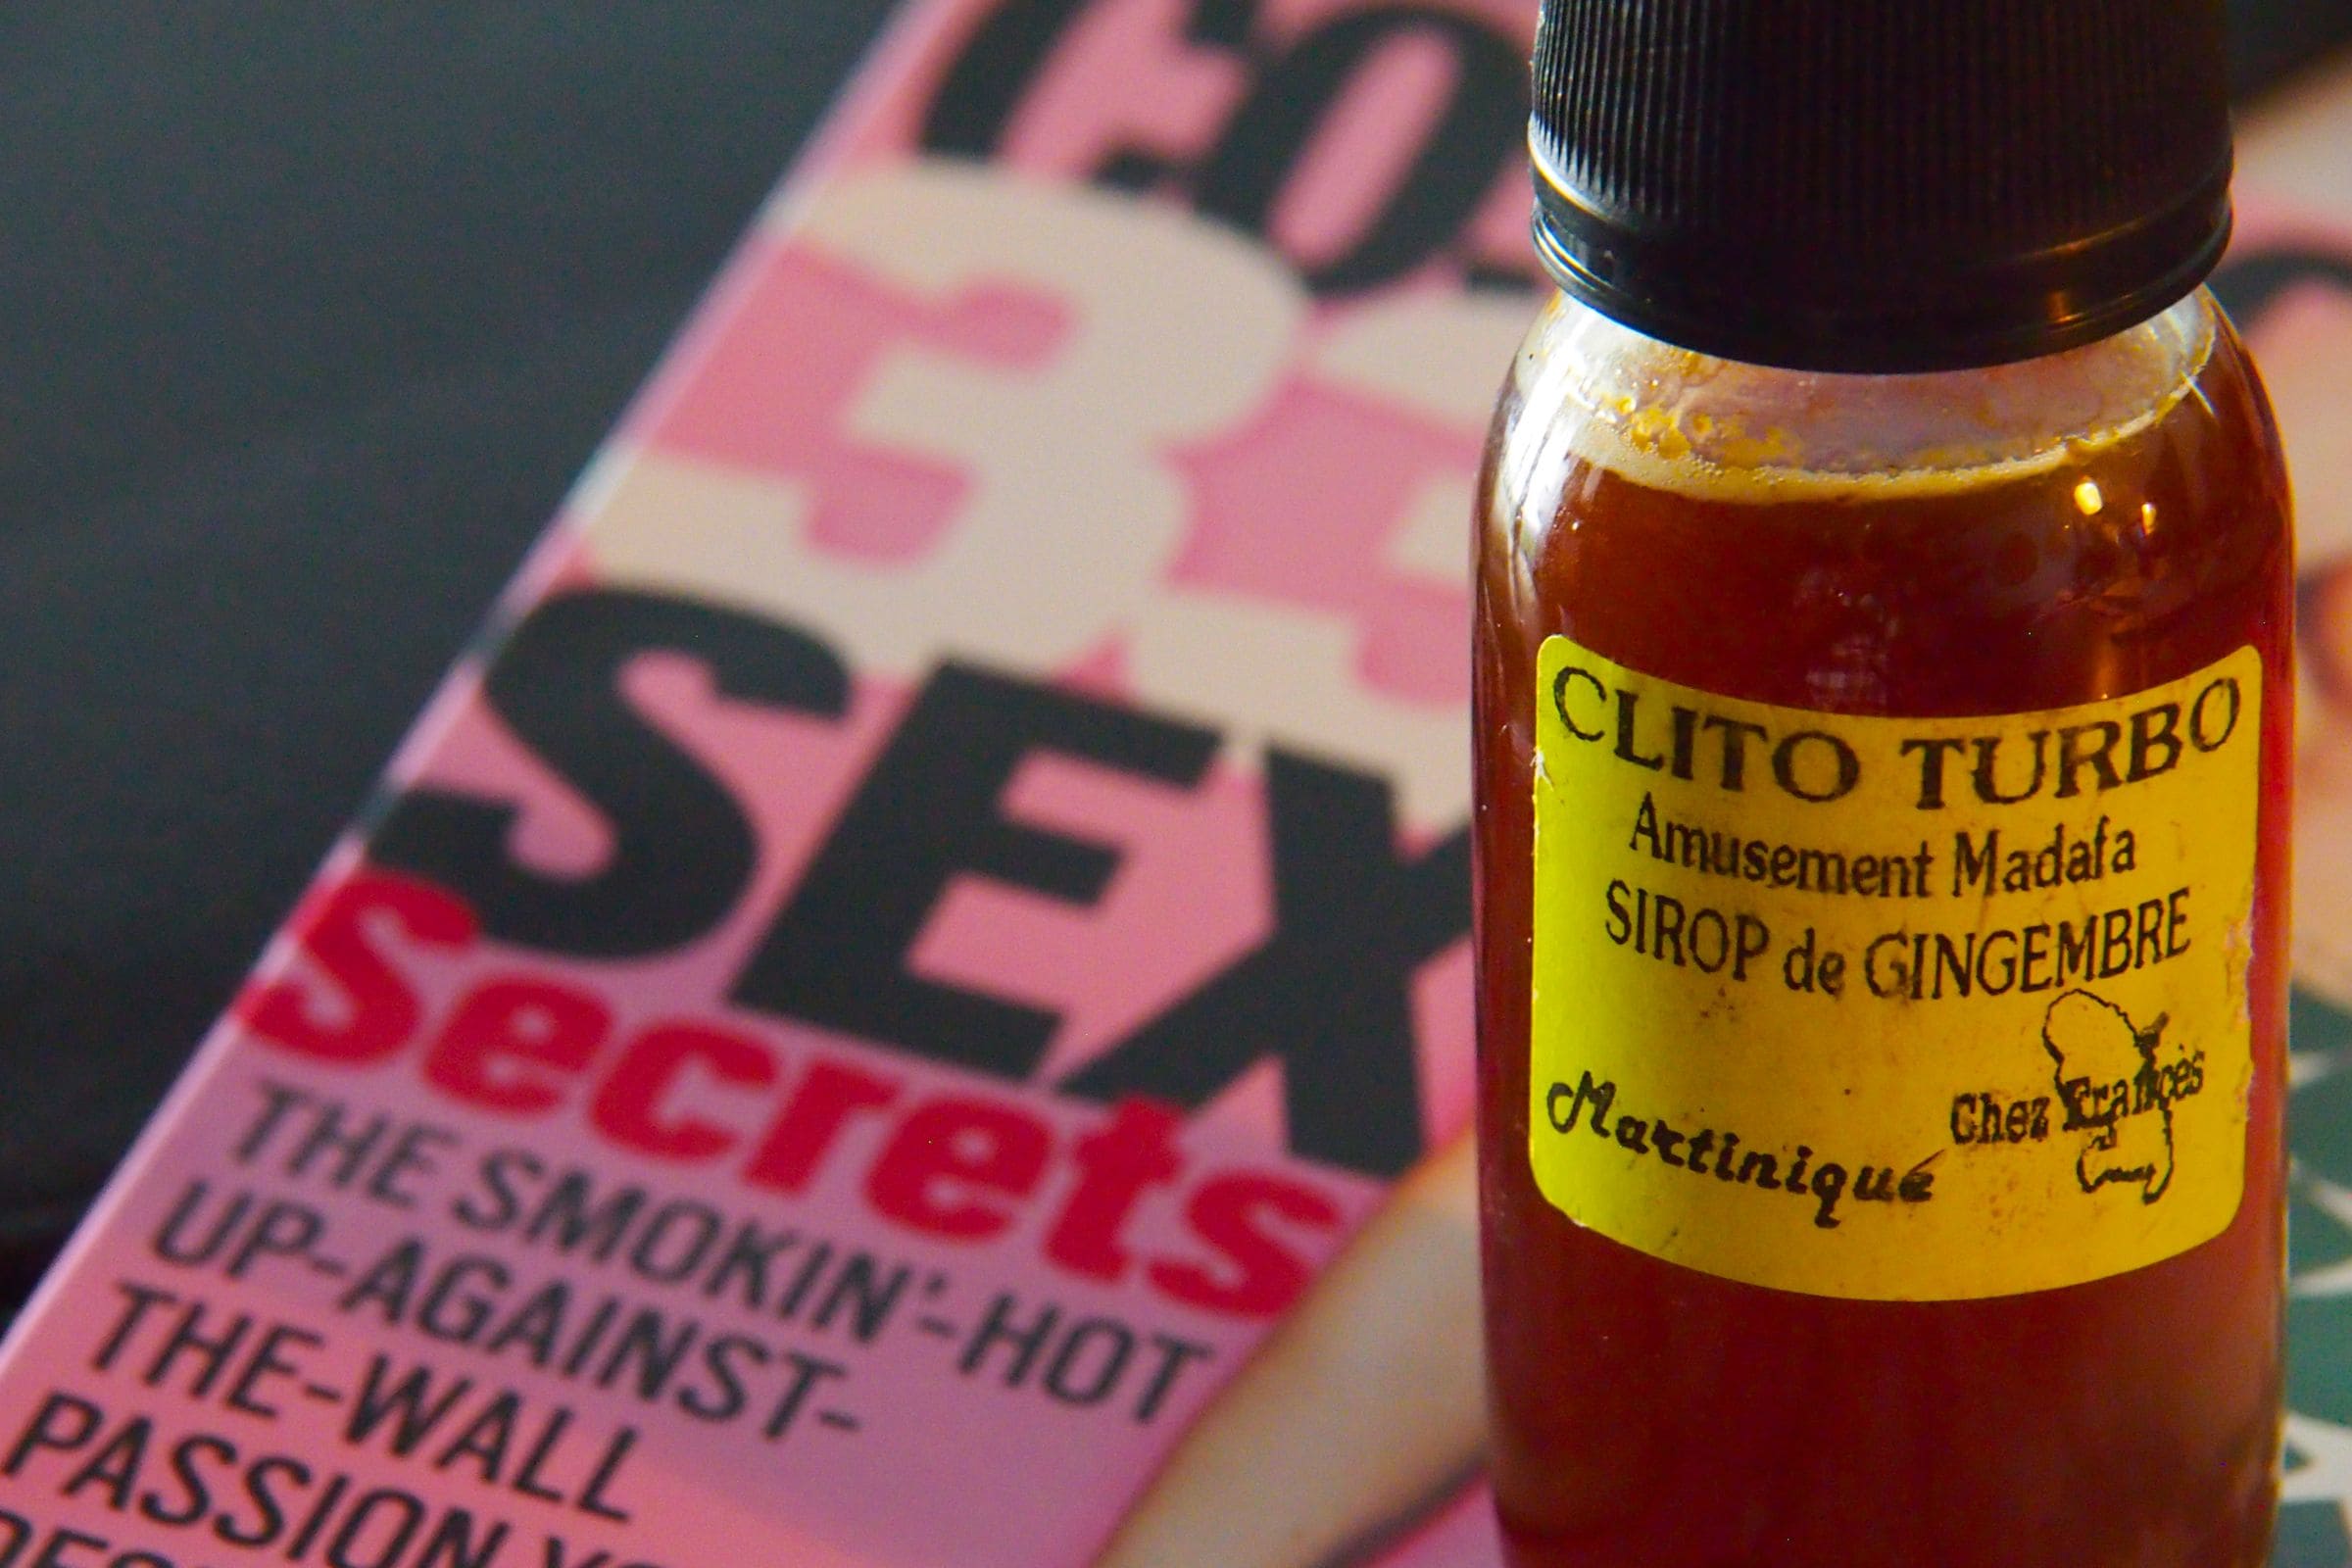 SEX
Secrets
THE SMOKIN'-HOT
UP-AGAINST-
THE-WALL
PASSION
CLITO TURBO
Amusement Madafa
SIROP de GINGEMBRE
Martinique
Chez Francés